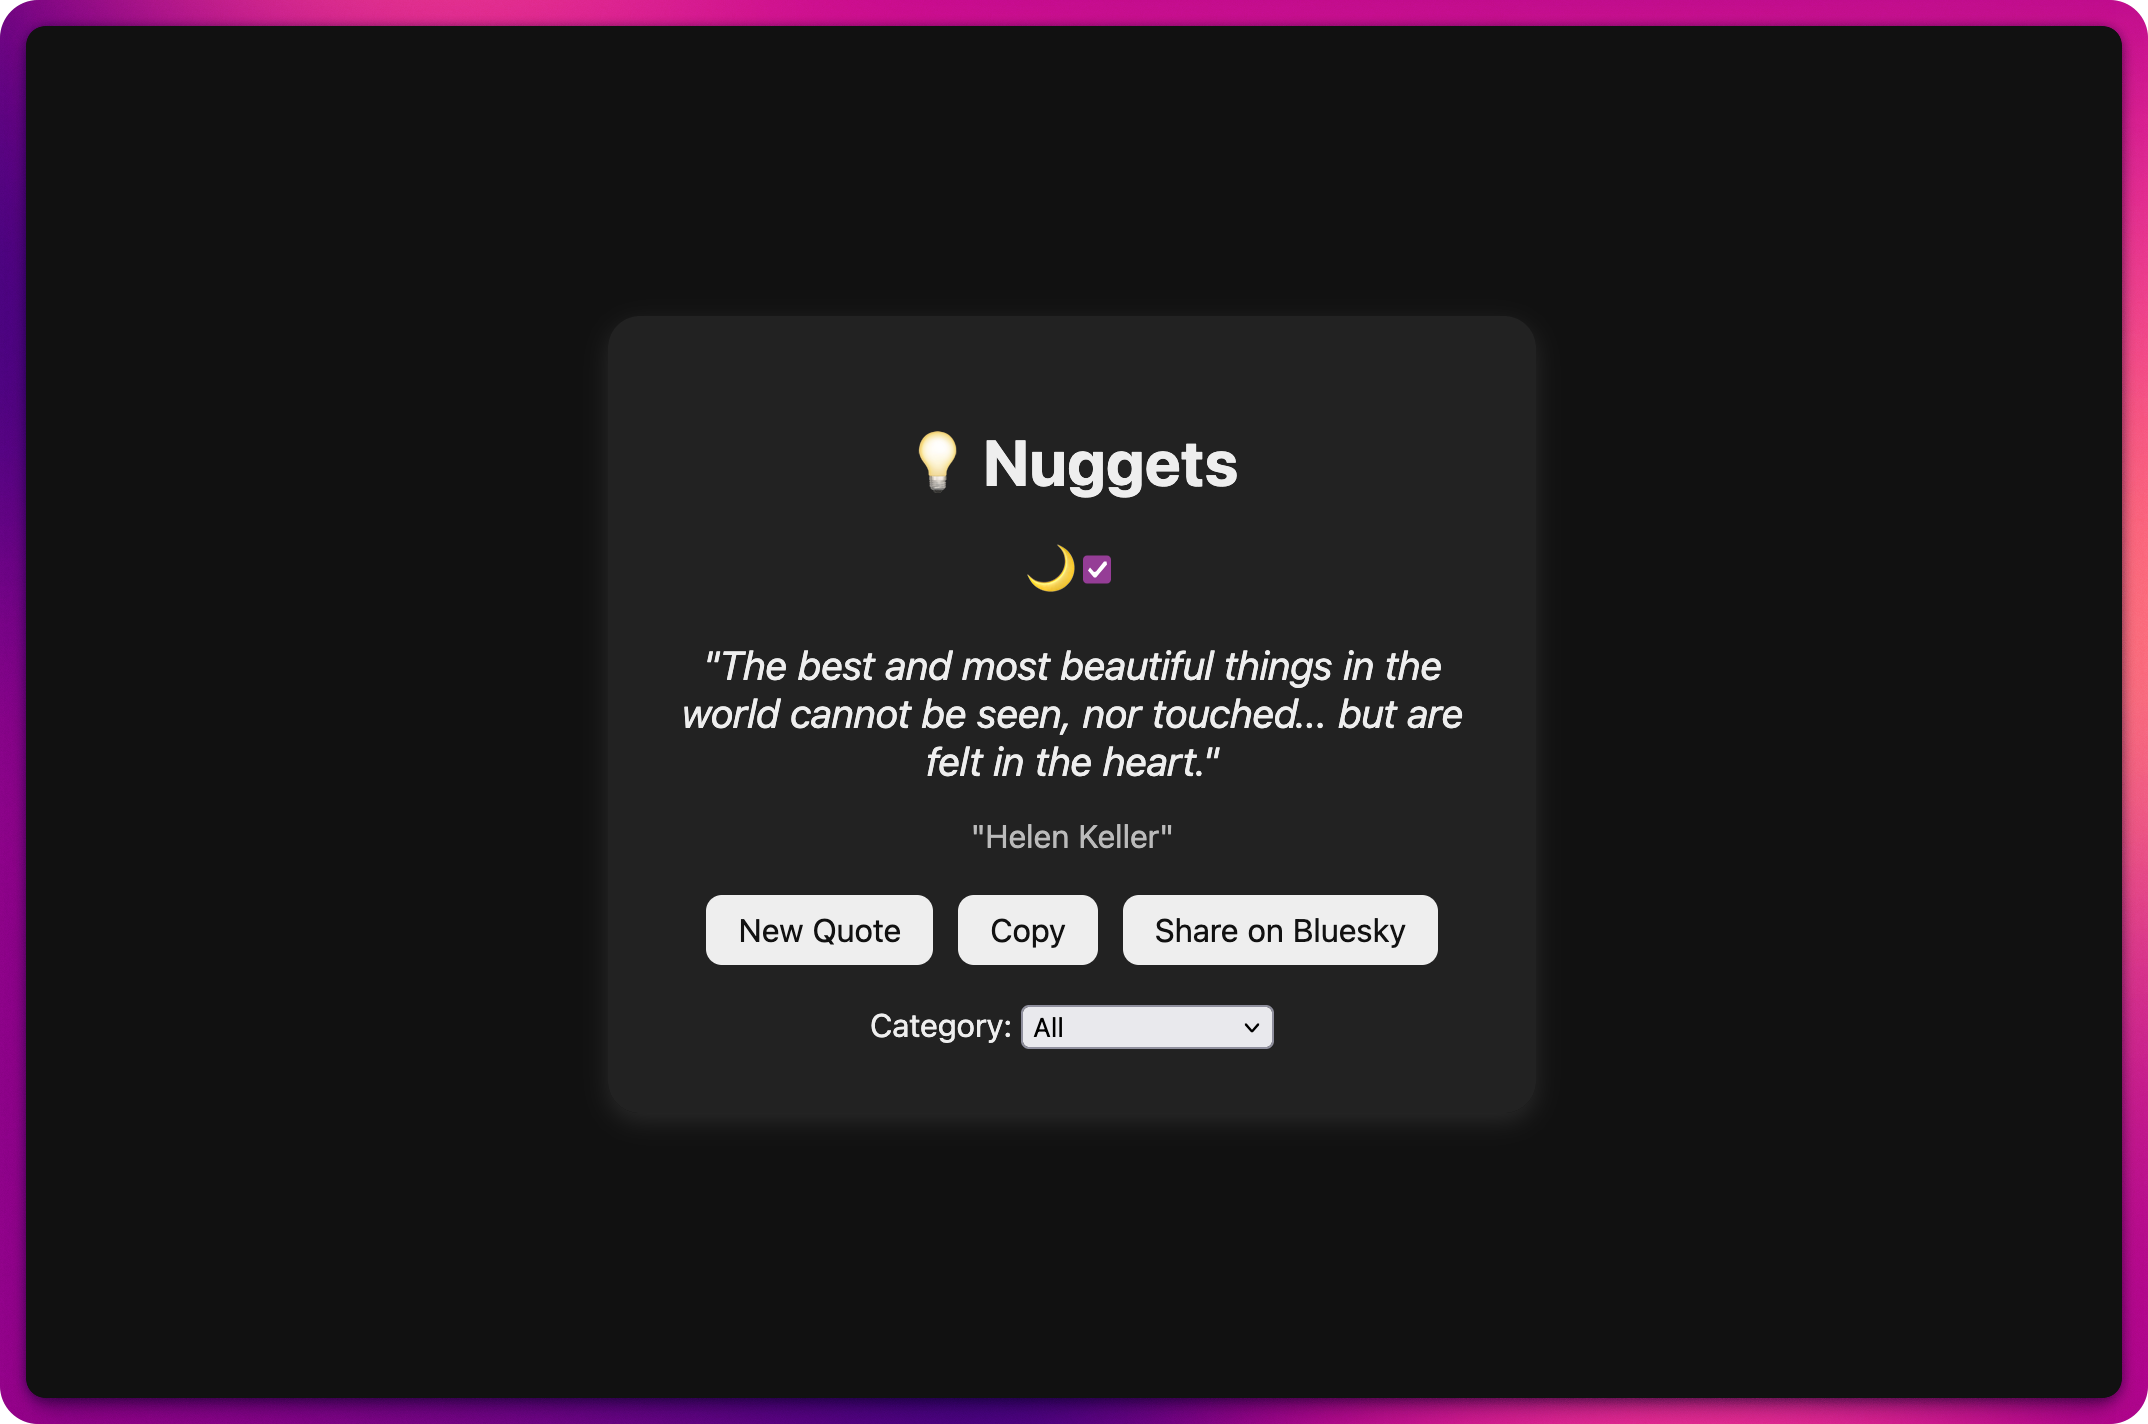 💡 Nuggets
🌙
"The best and most beautiful things in the
world cannot be seen, nor touched... but are
felt in the heart."
"Helen Keller"
New Quote Copy Share on Bluesky
Category: All